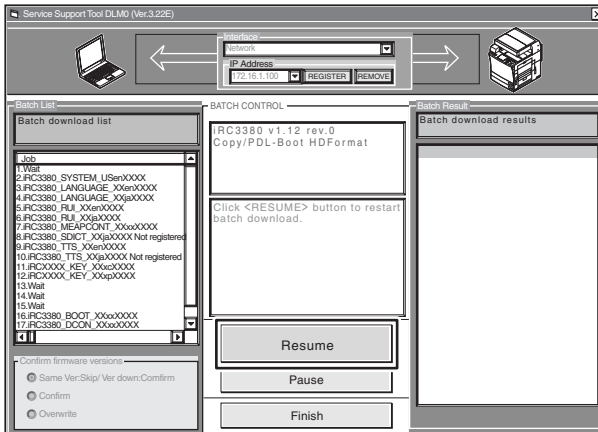 Service Support Tool DLM0 (Ver.3.22E)
Interface
Network
IP Address
172.16.1.100
REGISTER
REMOVE
Batch List
Batch download list
Job
1.Wait
2.iRC3380_SYSTEM_USenXXXX
3.iRC3380_LANGUAGE_XXenXXXX
4.iRC3380_LANGUAGE_XXjaXXXX
5.iRC3380_RUI_XXenXXXX
6.iRC3380_RUI_XXjaXXXX
7.iRC3380_MEAPCONT_XXxxXXXX
8.iRC3380_SDICT_XXjaXXXX Not registered
9.iRC3380_TTS_XXenXXXX
10.iRC3380_TTS_XXjaXXXX Not registered
11.iRCXXXX_KEY_XXxcXXXX
12.iRCXXXX_KEY_XXxpXXXX
13.Wait
14.Wait
15.Wait
16.iRC3380_BOOT_XXxxXXXX
17.iRC3380_DCON_XXxxXXXX
Confirm firmware versions
Same Ver:Skip/ Ver down:Comfirm
Confirm
Overwrite
BATCH CONTROL
iRC3380 v1.12 rev.0
Copy/PDL-Boot HDFormat
Click <RESUME> button to restart
batch download.
Resume
Pause
Finish
Batch Result
Batch download results